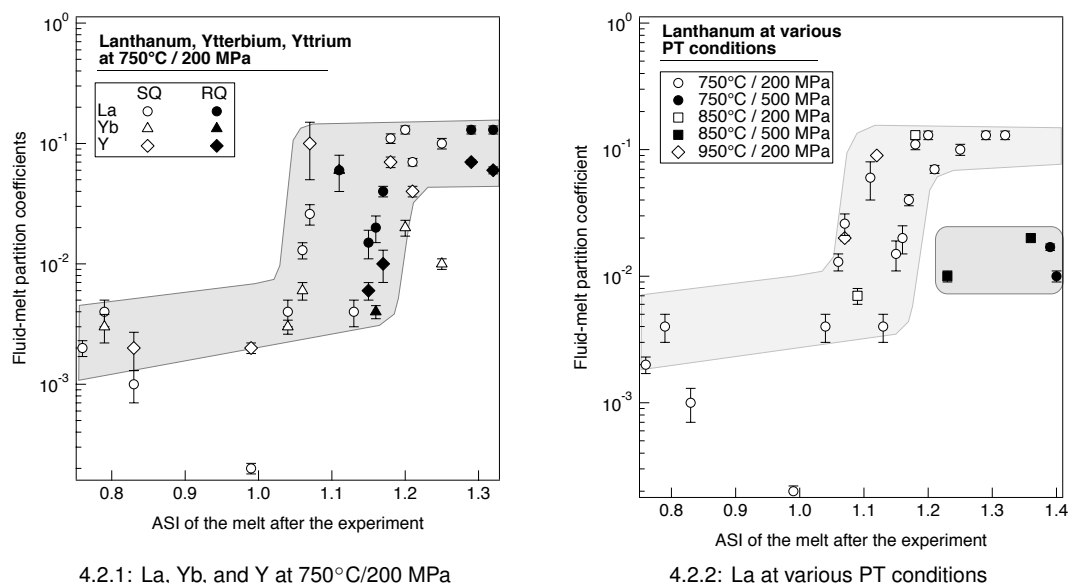 Lanthanum, Ytterbium, Yttrium
at 750°C / 200 MPa
SQ RQ
La
Yb
Y
10⁰
10⁻¹
10⁻²
10⁻³
Fluid-melt partition coefficients
0.8 0.9 1.0 1.1 1.2 1.3
ASI of the melt after the experiment
4.2.1: La, Yb, and Y at 750°C/200 MPa
Lanthanum at various
PT conditions
750°C / 200 MPa
750°C / 500 MPa
850°C / 200 MPa
850°C / 500 MPa
950°C / 200 MPa
10⁰
10⁻¹
10⁻²
10⁻³
Fluid-melt partition coefficient
0.8 0.9 1.0 1.1 1.2 1.3 1.4
ASI of the melt after the experiment
4.2.2: La at various PT conditions